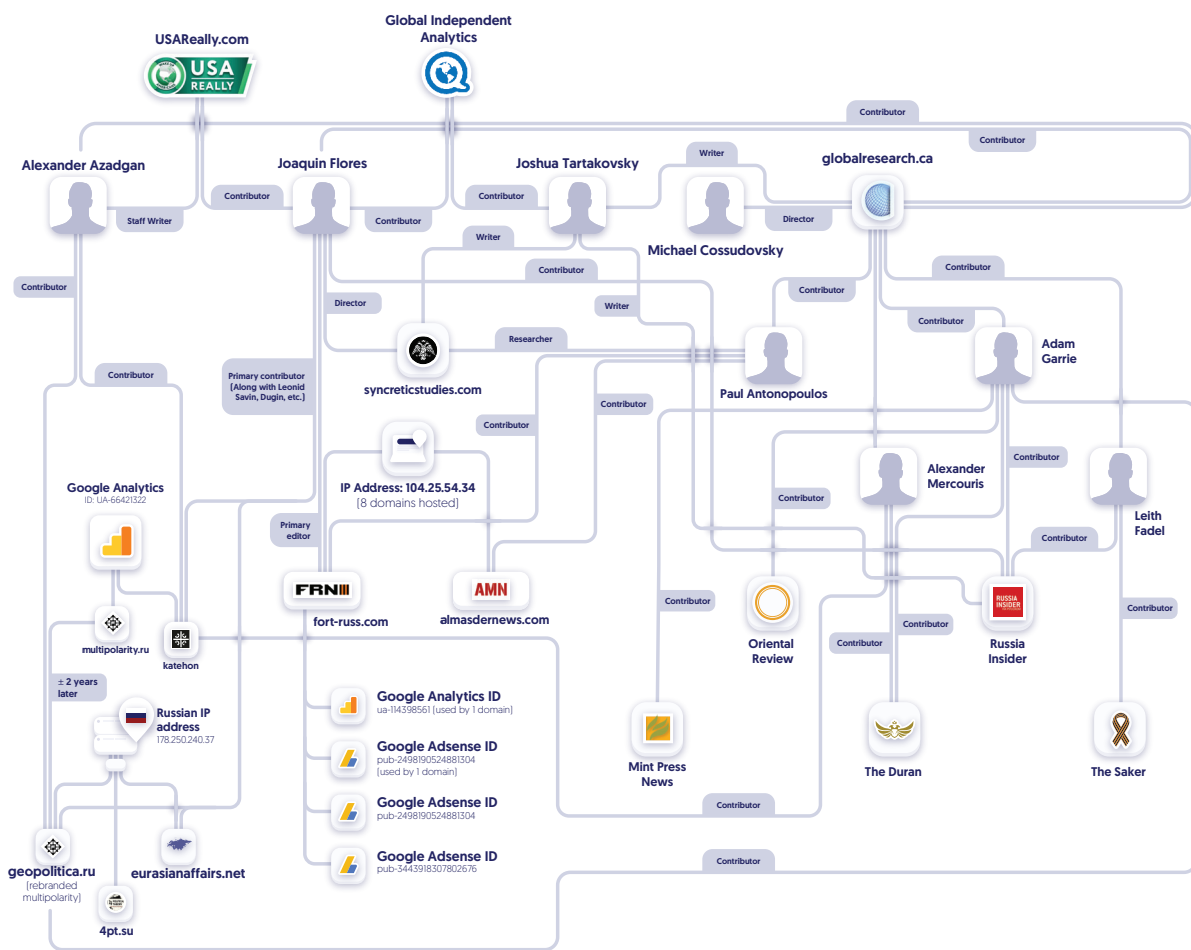 USAReally.com
USA
REALLY
Global Independent
Analytics
Contributor
Contributor
Alexander Azadgan
Joaquin Flores
Joshua Tartakovsky
Writer
globalresearch.ca
Staff Writer
Contributor
Contributor
Contributor
Director
Michael Cossudovsky
Writer
Contributor
Contributor
Contributor
Contributor
Director
Writer
Contributor
Researcher
Adam
Garrie
syncreticstudies.com
Paul Antonopoulos
Contributor
Primary contributor
(Along with Leonid
Savin, Dugin, etc.)
Contributor
Contributor
Google Analytics
ID: UA-66421322
IP Address: 104.25.54.34
(8 domains hosted)
Alexander
Mercouris
Contributor
Contributor
Leith
Fadel
Primary
editor
Contributor
FRN
fort-russ.com
AMN
almasdernews.com
RUSSIA
INSIDER
Contributor
Contributor
Contributor
Contributor
Oriental
Review
Russia
Insider
multipolarity.ru
katehon
± 2 years
later
Russian IP
address
178.250.240.37
Google Analytics ID
ua-114398561 (used by 1 domain)
Google Adsense ID
pub-2498190524881304
(used by 1 domain)
Google Adsense ID
pub-2498190524881304
Google Adsense ID
pub-3443918307802676
Mint Press
News
The Duran
The Saker
Contributor
Contributor
geopolitica.ru
(rebranded
multipolarity)
eurasianaffairs.net
4pt.su